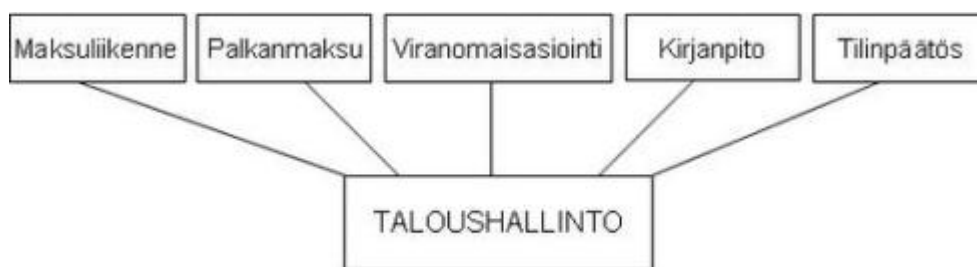 Maksuliikenne
Palkanmaksu
Viranomaisasiointi
Kirjanpito
Tilinpäätös
TALOUSHALLINTO